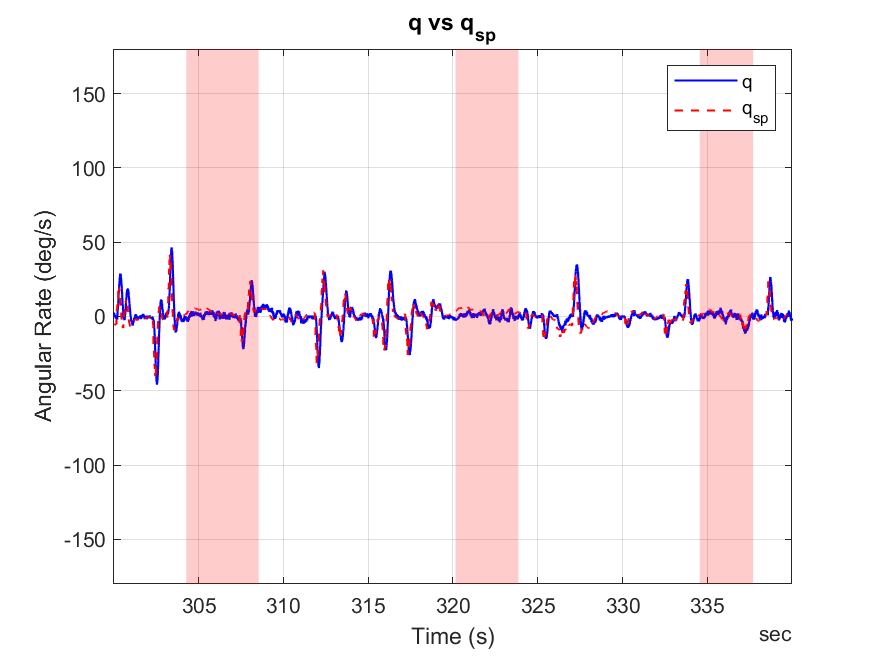 q vs q_sp
150
100
50
0
-50
-100
-150
Angular Rate (deg/s)
q
q_sp
305 310 315 320 325 330 335
Time (s)
sec